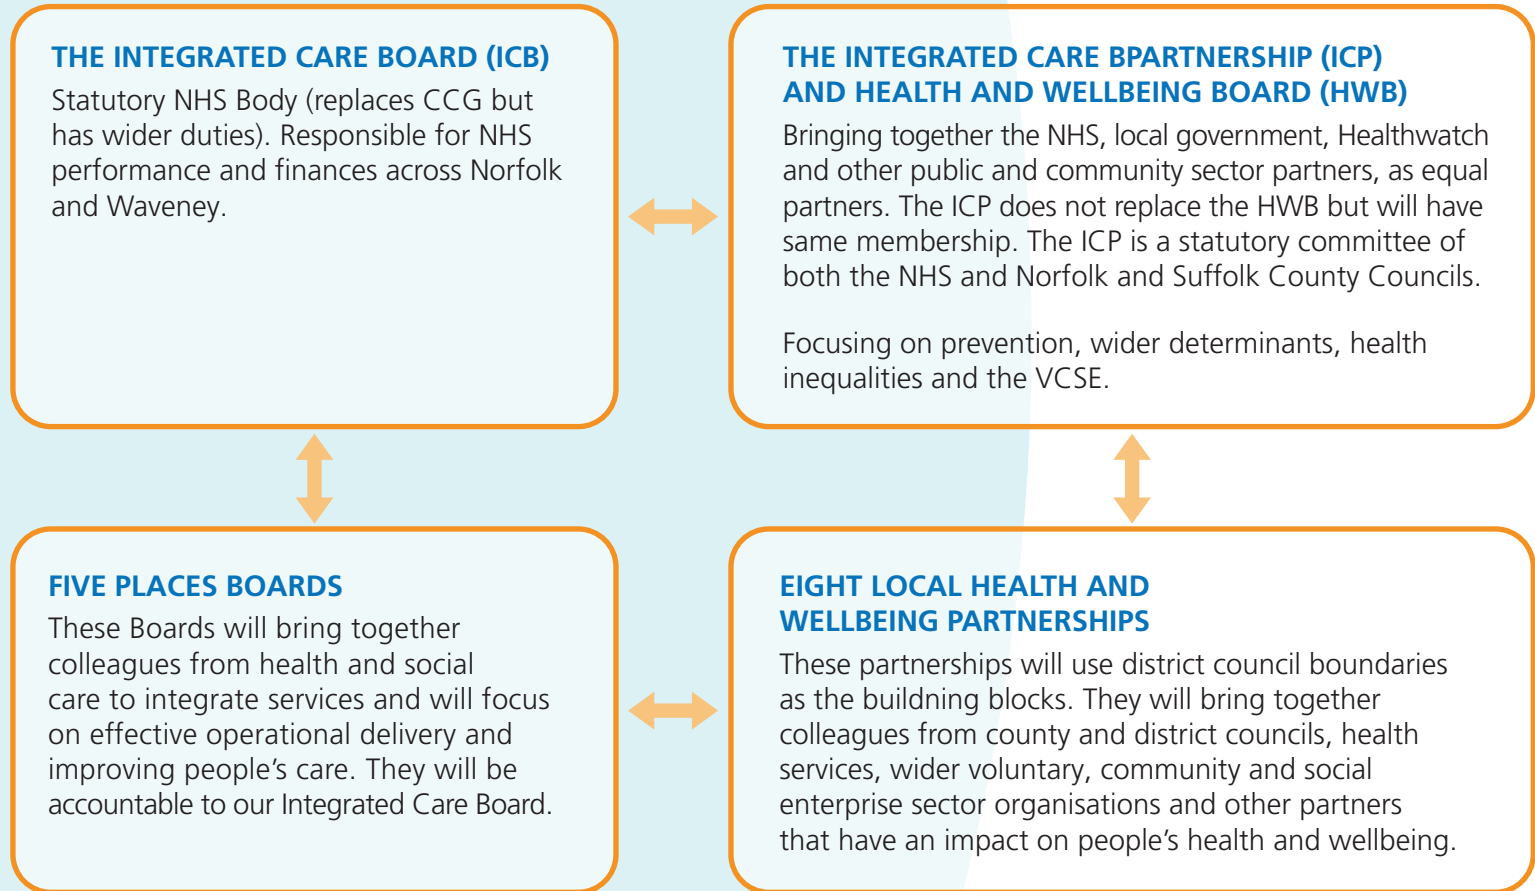 THE INTEGRATED CARE BOARD (ICB)
Statutory NHS Body (replaces CCG but
has wider duties). Responsible for NHS
performance and finances across Norfolk
and Waveney.
THE INTEGRATED CARE BPARTNERSHIP (ICP)
AND HEALTH AND WELLBEING BOARD (HWB)
Bringing together the NHS, local government, Healthwatch
and other public and community sector partners, as equal
partners. The ICP does not replace the HWB but will have
same membership. The ICP is a statutory committee of
both the NHS and Norfolk and Suffolk County Councils.
Focusing on prevention, wider determinants, health
inequalities and the VCSE.
FIVE PLACES BOARDS
These Boards will bring together
colleagues from health and social
care to integrate services and will focus
on effective operational delivery and
improving people's care. They will be
accountable to our Integrated Care Board.
EIGHT LOCAL HEALTH AND
WELLBEING PARTNERSHIPS
These partnerships will use district council boundaries
as the buildning blocks. They will bring together
colleagues from county and district councils, health
services, wider voluntary, community and social
enterprise sector organisations and other partners
that have an impact on people's health and wellbeing.